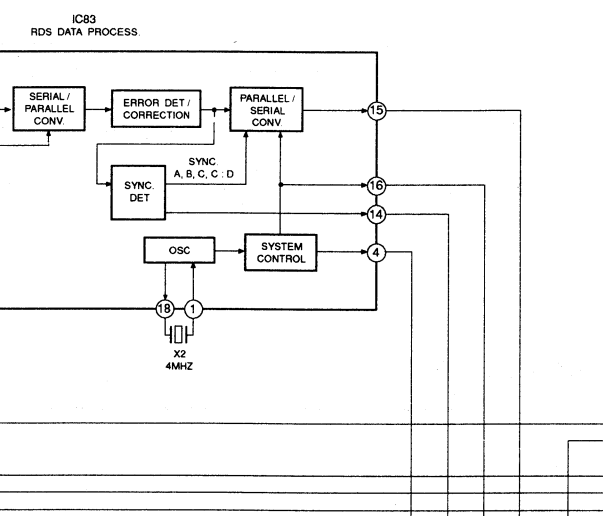 IC83
RDS DATA PROCESS.
SERIAL /
PARALLEL
CONV.
ERROR DET /
CORRECTION
PARALLEL /
SERIAL
CONV.
15
SYNC.
A, B, C, C : D
SYNC.
DET
16
14
OSC
SYSTEM
CONTROL
4
18
1
X2
4MHZ